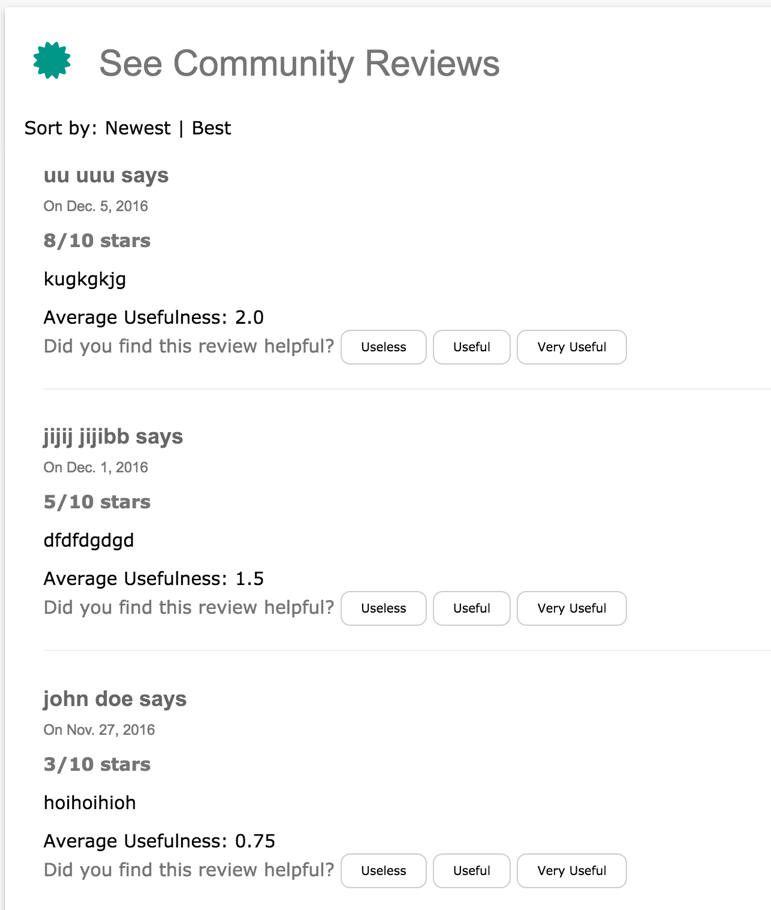 See Community Reviews
Sort by: Newest | Best
uu uuu says
On Dec. 5, 2016
8/10 stars
kugkgkjg
Average Usefulness: 2.0
Did you find this review helpful? Useless Useful Very Useful
jijij jijibb says
On Dec. 1, 2016
5/10 stars
dfdfdgdgd
Average Usefulness: 1.5
Did you find this review helpful? Useless Useful Very Useful
john doe says
On Nov. 27, 2016
3/10 stars
hoihoihioh
Average Usefulness: 0.75
Did you find this review helpful? Useless Useful Very Useful